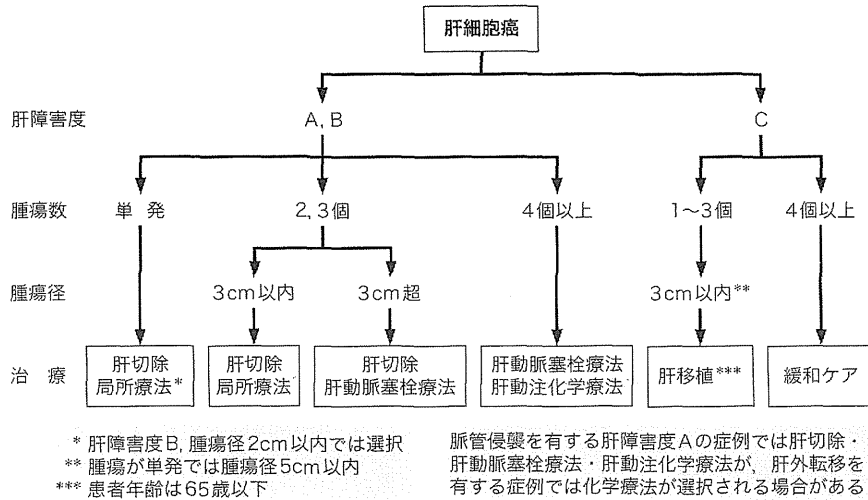 肝細胞癌
肝障害度 A, B C
腫瘍数 単 発 2, 3個 4個以上 1〜3個 4個以上
腫瘍径 3cm以内 3cm超 3cm以内**
治 療
肝切除
局所療法*
肝切除
局所療法
肝切除
肝動脈塞栓療法
肝動脈塞栓療法
肝動注化学療法
肝移植***
緩和ケア
* 肝障害度B, 腫瘍径2cm以内では選択
** 腫瘍が単発では腫瘍径5cm以内
*** 患者年齢は65歳以下
脈管侵襲を有する肝障害度Aの症例では肝切除・
肝動脈塞栓療法・肝動注化学療法が, 肝外転移を
有する症例では化学療法が選択される場合がある